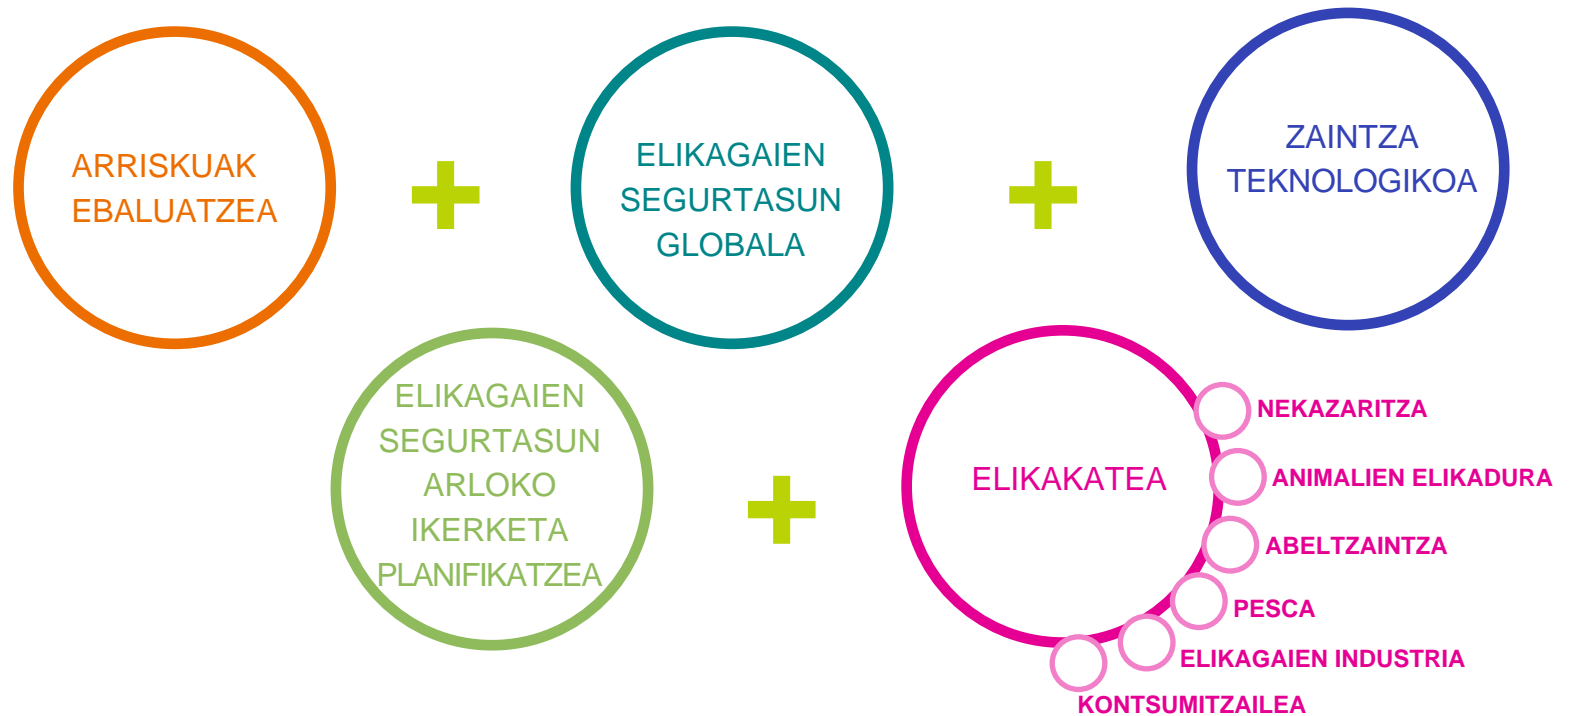 ARRISKUAK
EBALUATZEA
ELIKAGAIEN
SEGURTASUN
GLOBALA
ZAINTZA
TEKNOLOGIKOA
ELIKAGAIEN
SEGURTASUN
ARLOKO
IKERKETA
PLANIFIKATZEA
ELIKAKATEA
NEKAZARITZA
ANIMALIEN ELIKADURA
ABELTZAINTZA
PESCA
ELIKAGAIEN INDUSTRIA
KONTSUMITZAILEA